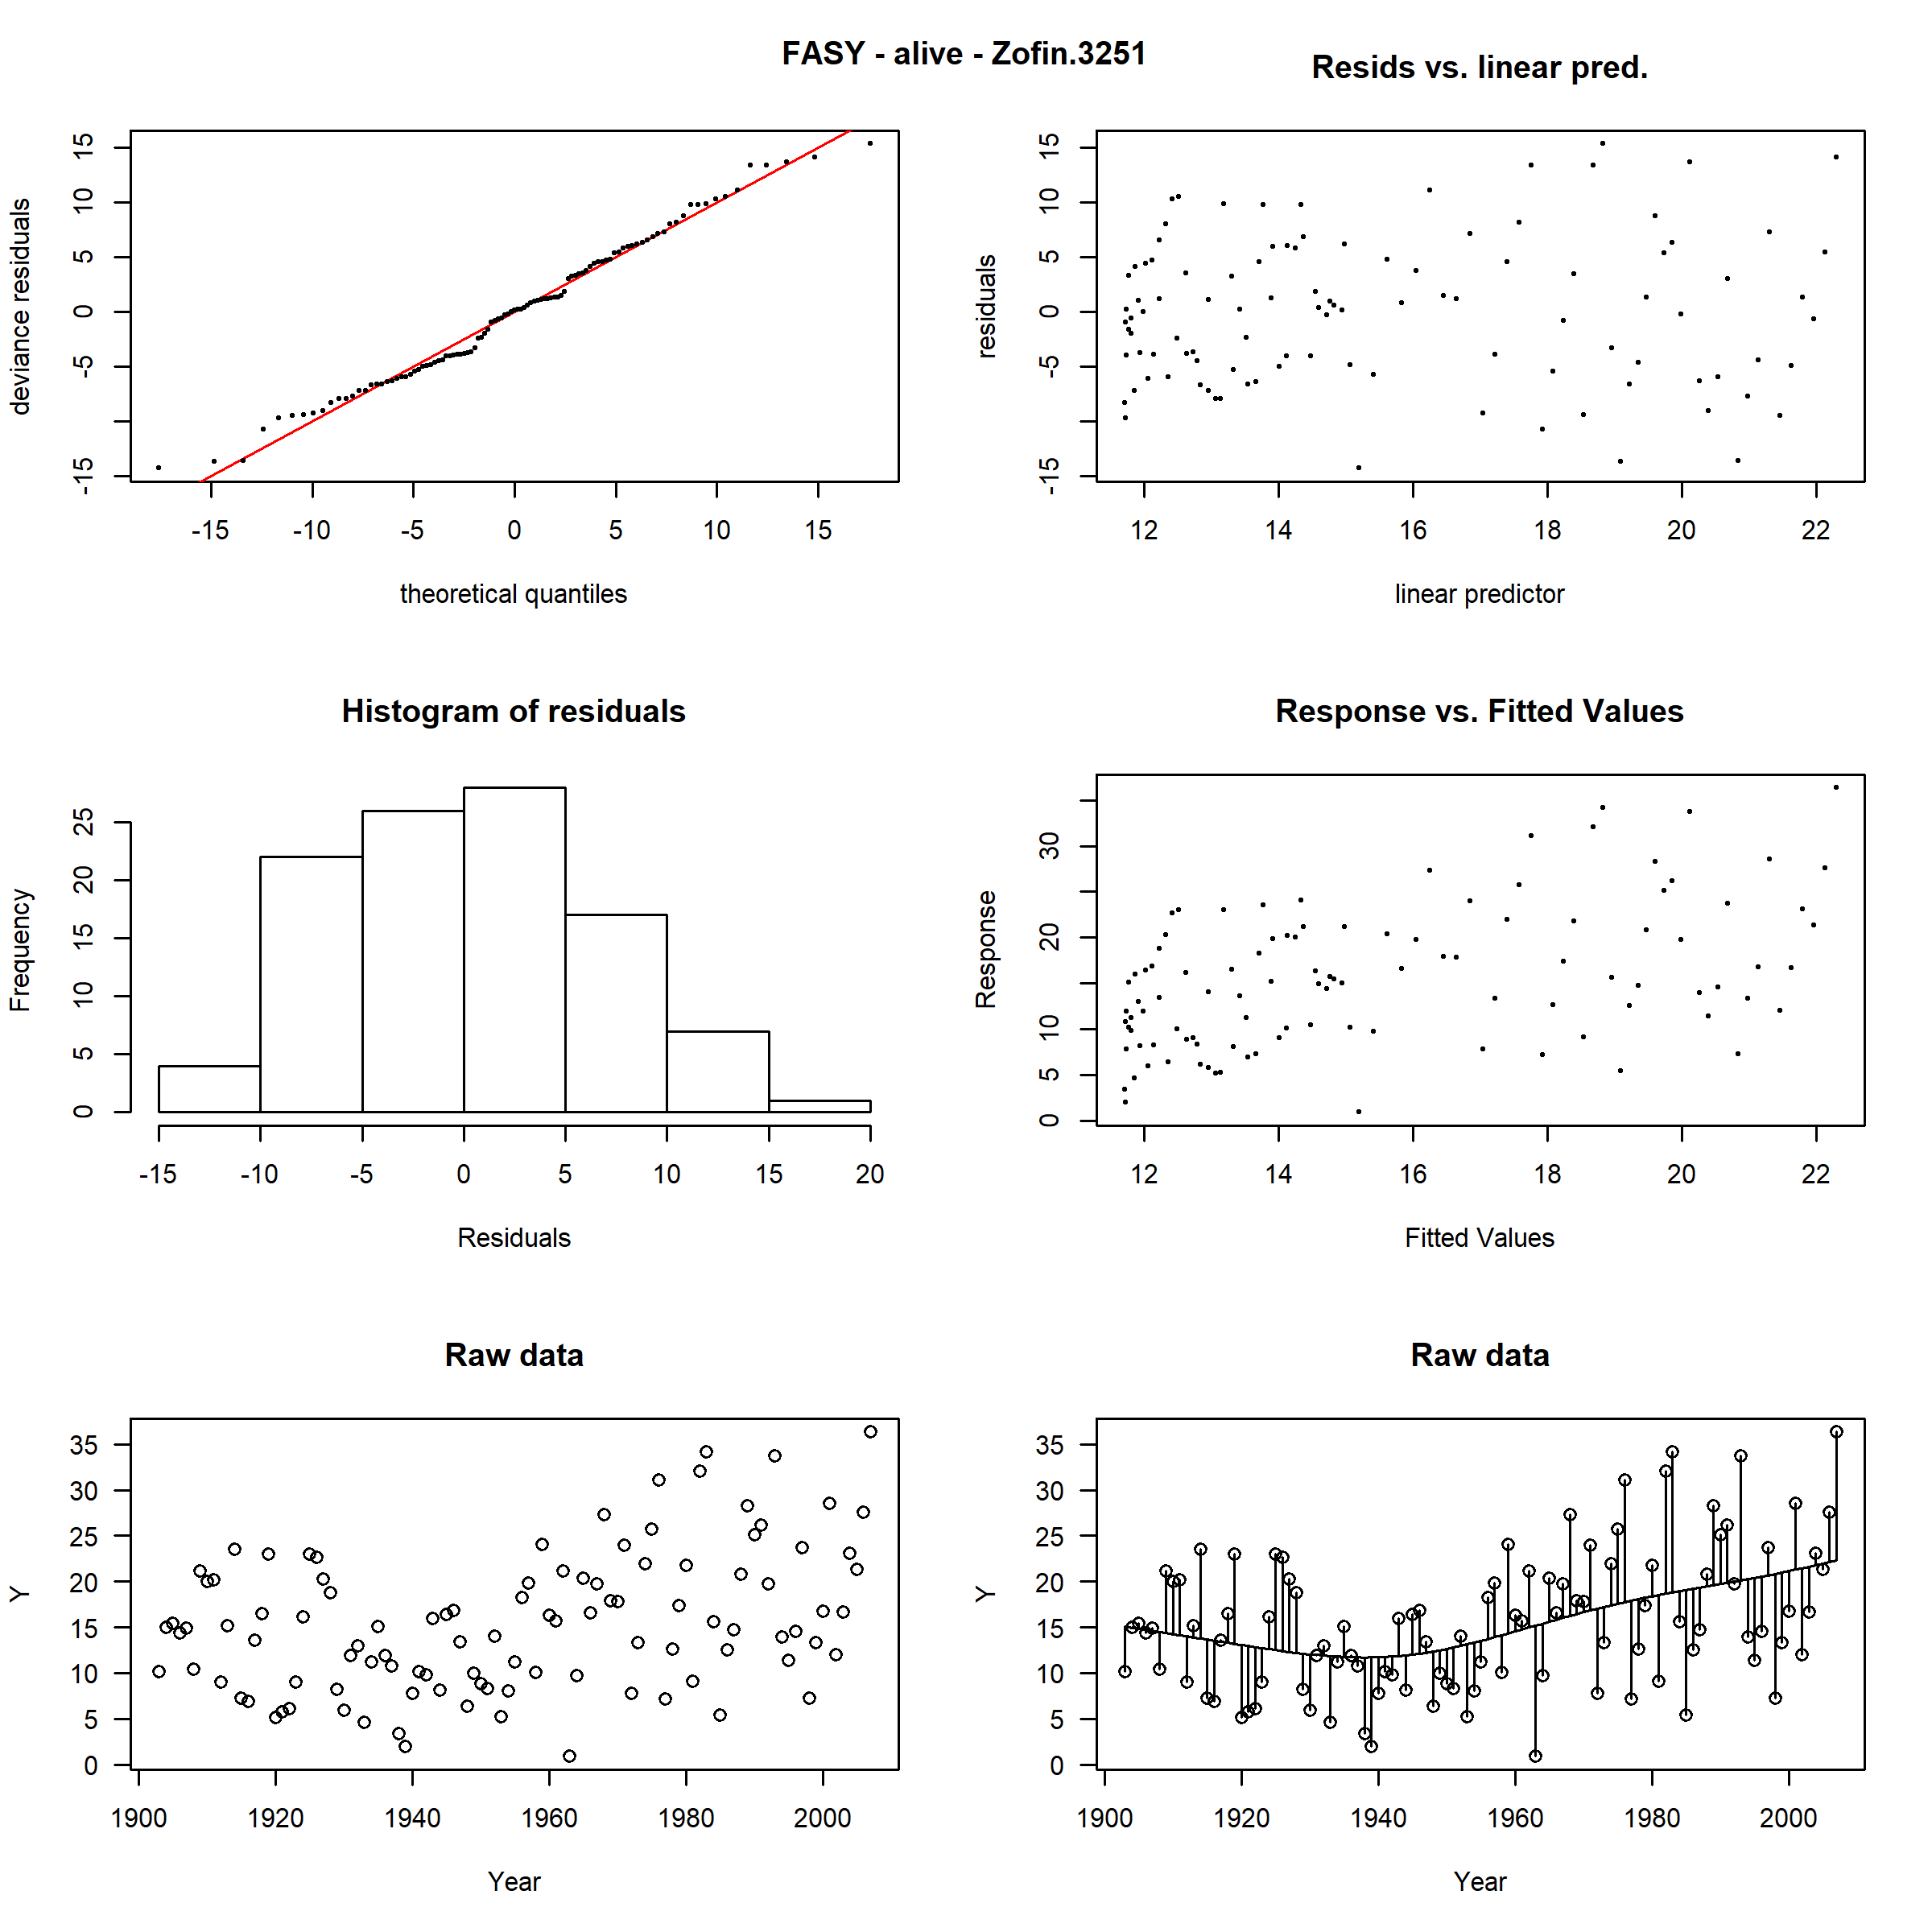 FASY - alive - Zofin.3251
Resids vs. linear pred.
deviance residuals
-15 -5 0 5 10 15
-15 -10 -5 0 5 10 15
theoretical quantiles
residuals
-15 -5 0 5 10 15
12 14 16 18 20 22
linear predictor
Histogram of residuals
Frequency
0 5 10 15 20 25
-15 -10 -5 0 5 10 15 20
Residuals
Response vs. Fitted Values
Response
0 5 10 20 30
12 14 16 18 20 22
Fitted Values
Raw data
Y
35
30
25
20
15
10
5
0
1900 1920 1940 1960 1980 2000
Year
Raw data
Y
35
30
25
20
15
10
5
0
1900 1920 1940 1960 1980 2000
Year